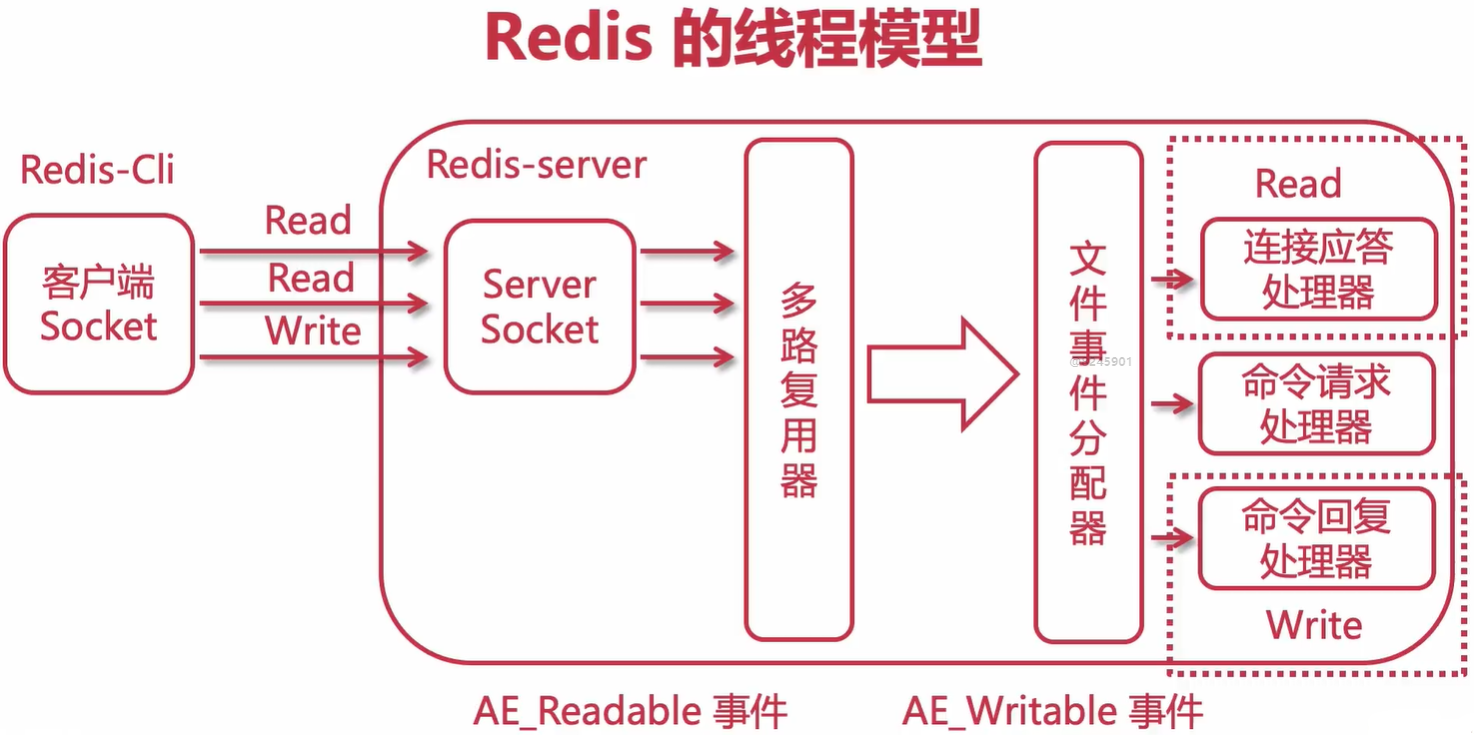 Redis 的线程模型
Redis-Cli
客户端
Socket
Read
Read
Write
Redis-server
Server
Socket
多路复用器
文件事件分配器
Read
连接应答
处理器
命令请求
处理器
命令回复
处理器
Write
AE_Readable 事件
AE_Writable 事件